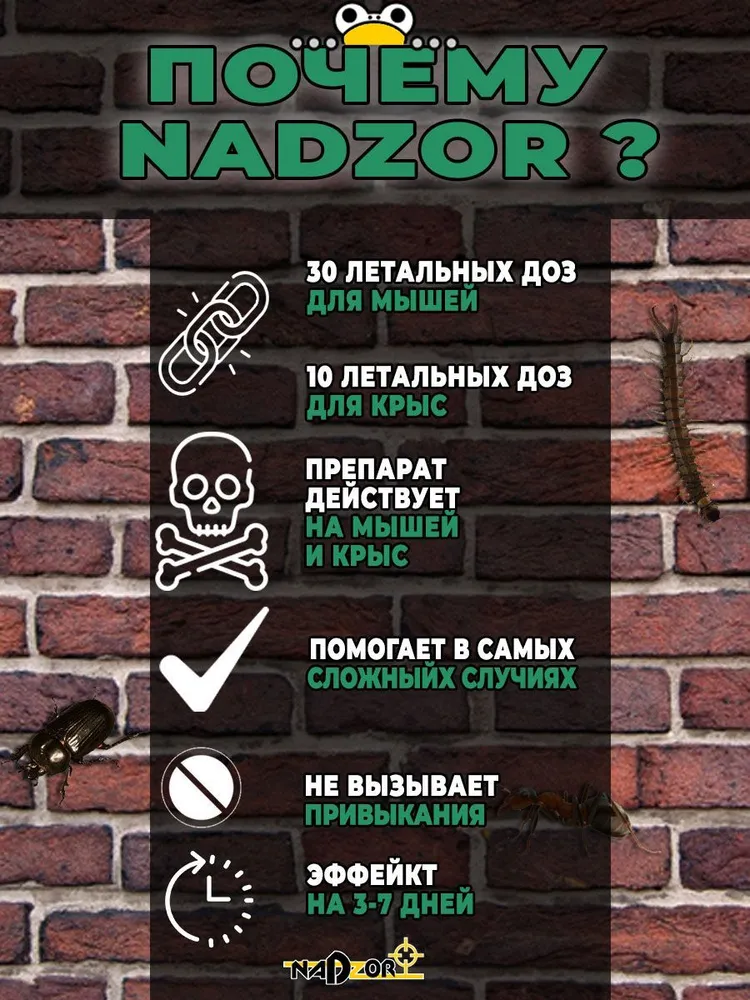 ПОЧЕМУ
NADZOR ?
30 ЛЕТАЛЬНЫХ ДОЗ
ДЛЯ МЫШЕЙ
10 ЛЕТАЛЬНЫХ ДОЗ
ДЛЯ КРЫС
ПРЕПАРАТ
ДЕЙСТВУЕТ
НА МЫШЕЙ
И КРЫС
ПОМОГАЕТ В САМЫХ
СЛОЖНЫЙХ СЛУЧИЯХ
НЕ ВЫЗЫВАЕТ
ПРИВЫКАНИЯ
ЭФФЕЙКТ
НА 3-7 ДНЕЙ
NADZOR